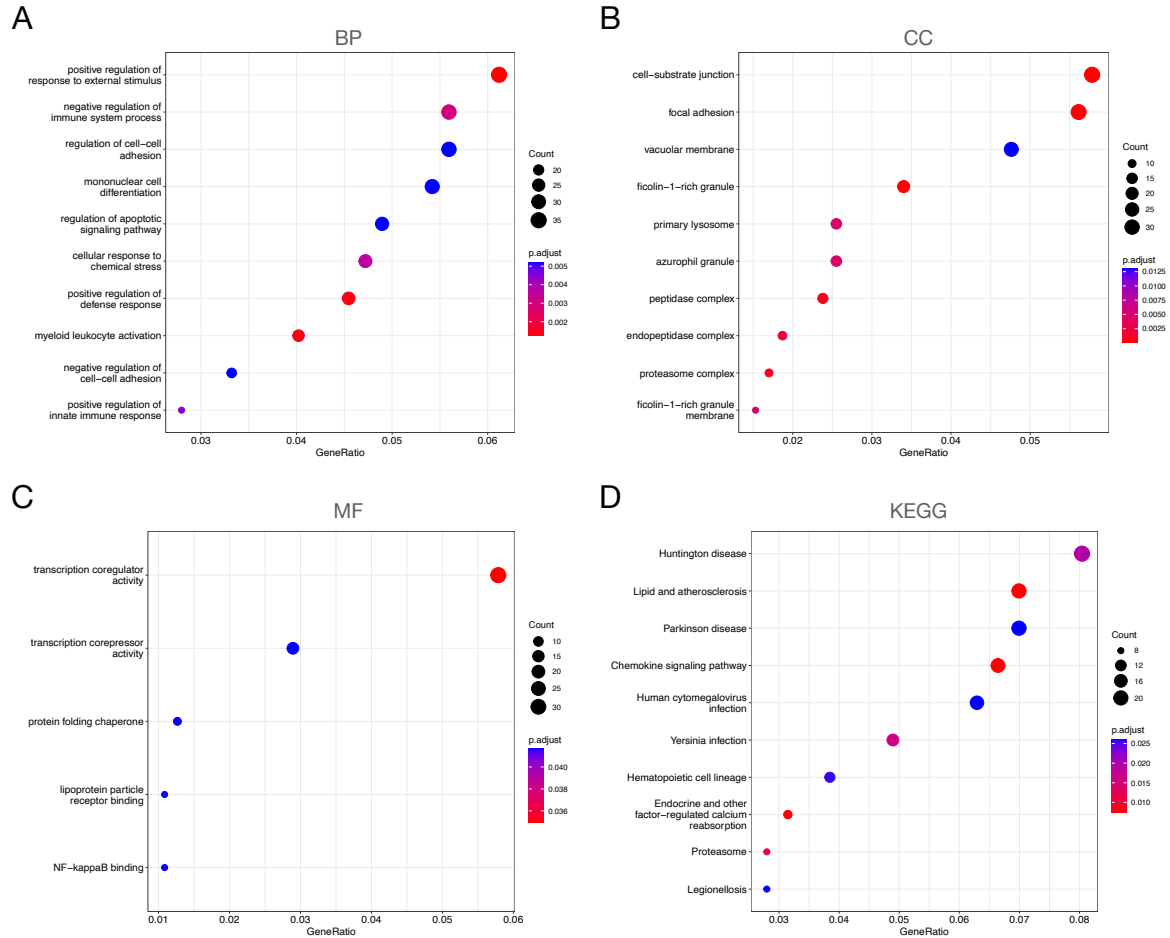 A
BP
positive regulation of
response to external stimulus
negative regulation of
immune system process
regulation of cell−cell
adhesion
mononuclear cell
differentiation
regulation of apoptotic
signaling pathway
cellular response to
chemical stress
positive regulation of
defense response
myeloid leukocyte activation
negative regulation of
cell−cell adhesion
positive regulation of
innate immune response
0.03 0.04 0.05 0.06
GeneRatio
Count
20
25
30
35
p.adjust
0.005
0.004
0.003
0.002
B
CC
cell−substrate junction
focal adhesion
vacuolar membrane
ficolin−1−rich granule
primary lysosome
azurophil granule
peptidase complex
endopeptidase complex
proteasome complex
ficolin−1−rich granule
membrane
0.02 0.03 0.04 0.05
GeneRatio
Count
10
15
20
25
30
p.adjust
0.0125
0.0100
0.0075
0.0050
0.0025
C
MF
transcription coregulator
activity
transcription corepressor
activity
protein folding chaperone
lipoprotein particle
receptor binding
NF−kappaB binding
0.01 0.02 0.03 0.04 0.05 0.06
GeneRatio
Count
10
15
20
25
30
p.adjust
0.040
0.038
0.036
D
KEGG
Huntington disease
Lipid and atherosclerosis
Parkinson disease
Chemokine signaling pathway
Human cytomegalovirus
infection
Yersinia infection
Hematopoietic cell lineage
Endocrine and other
factor−regulated calcium
reabsorption
Proteasome
Legionellosis
0.03 0.04 0.05 0.06 0.07 0.08
GeneRatio
Count
8
12
16
20
p.adjust
0.025
0.020
0.015
0.010